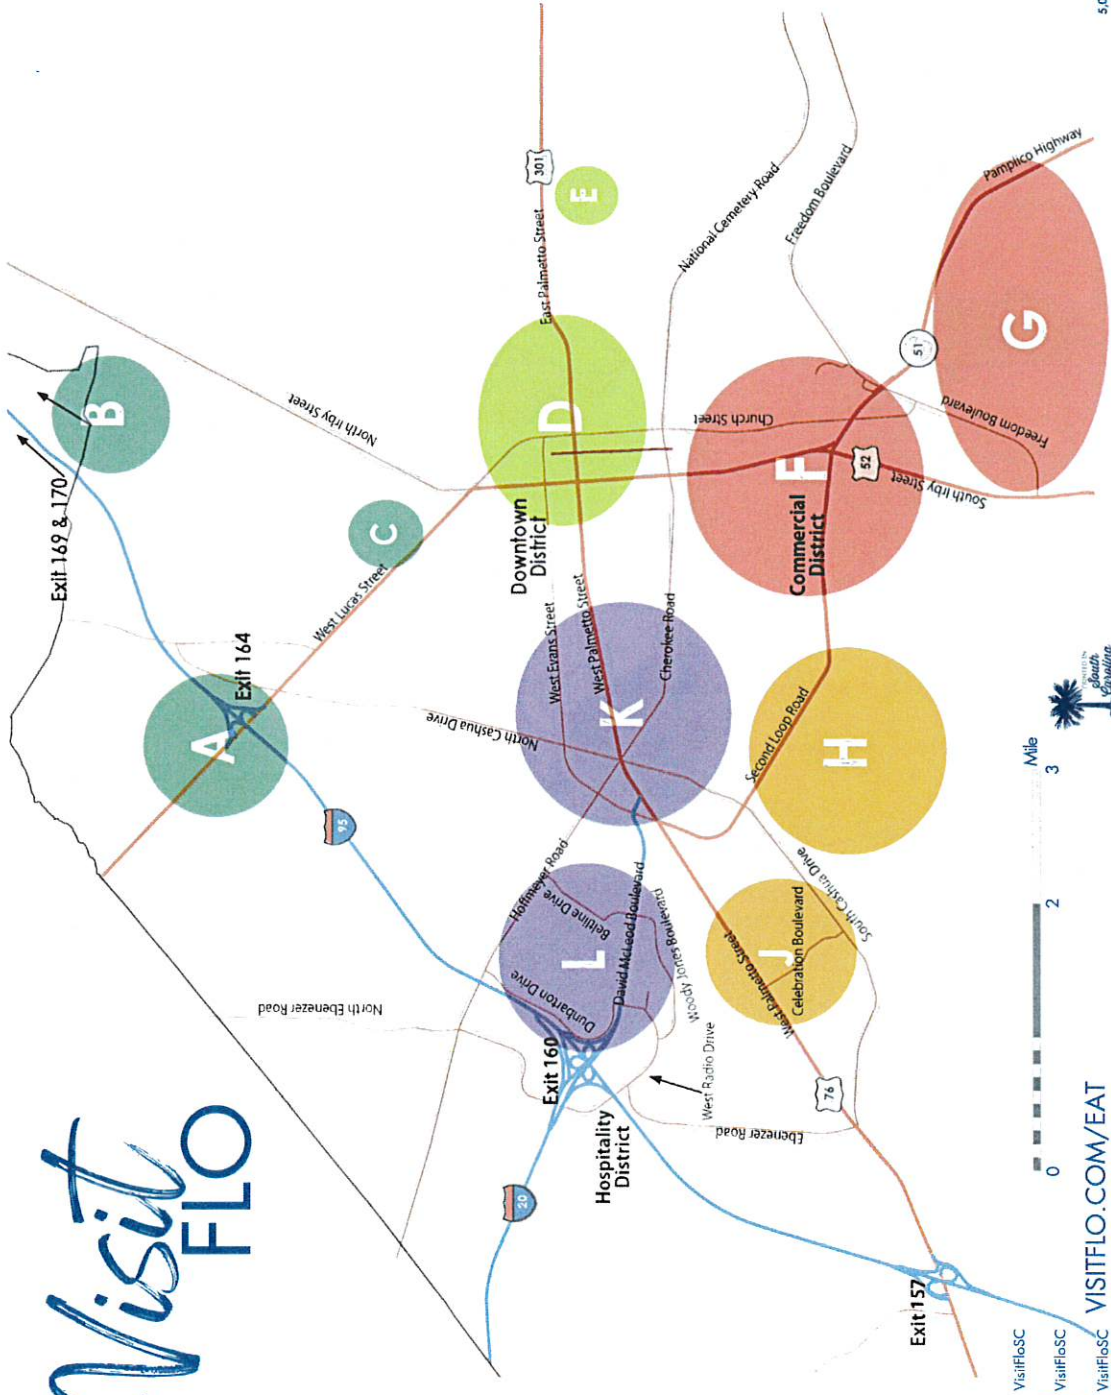 Visit
FLO
Exit 169 & 170
B
North Irby Street
C
West Lucas Street
A
Exit 164
95
301
East Palmetto Street
E
D
Downtown
District
West Evans Street
West Palmetto Street
National Cemetery Road
Freedom Boulevard
Pamplico Highway
Church Street
Cherokee Road
K
North Cashua Drive
Hoffmeyer Road
Beltline Drive
L
Dunbarton Drive
David McLeod Boulevard
Woody Jones Boulevard
North Ebenezer Road
Exit 160
Hospitality
District
20
West Radio Drive
Ebenezer Road
F
Commercial
District
52
51
G
Freedom Boulevard
South Irby Street
Second Loop Road
H
South Cashua Drive
J
Celebration Boulevard
West Palmetto Street
76
Exit 157
0
2
3
Mile
PRINTED IN
South
Carolina
VisitFloSC
VisitFloSC
VisitFloSC
VISITFLO.COM/EAT